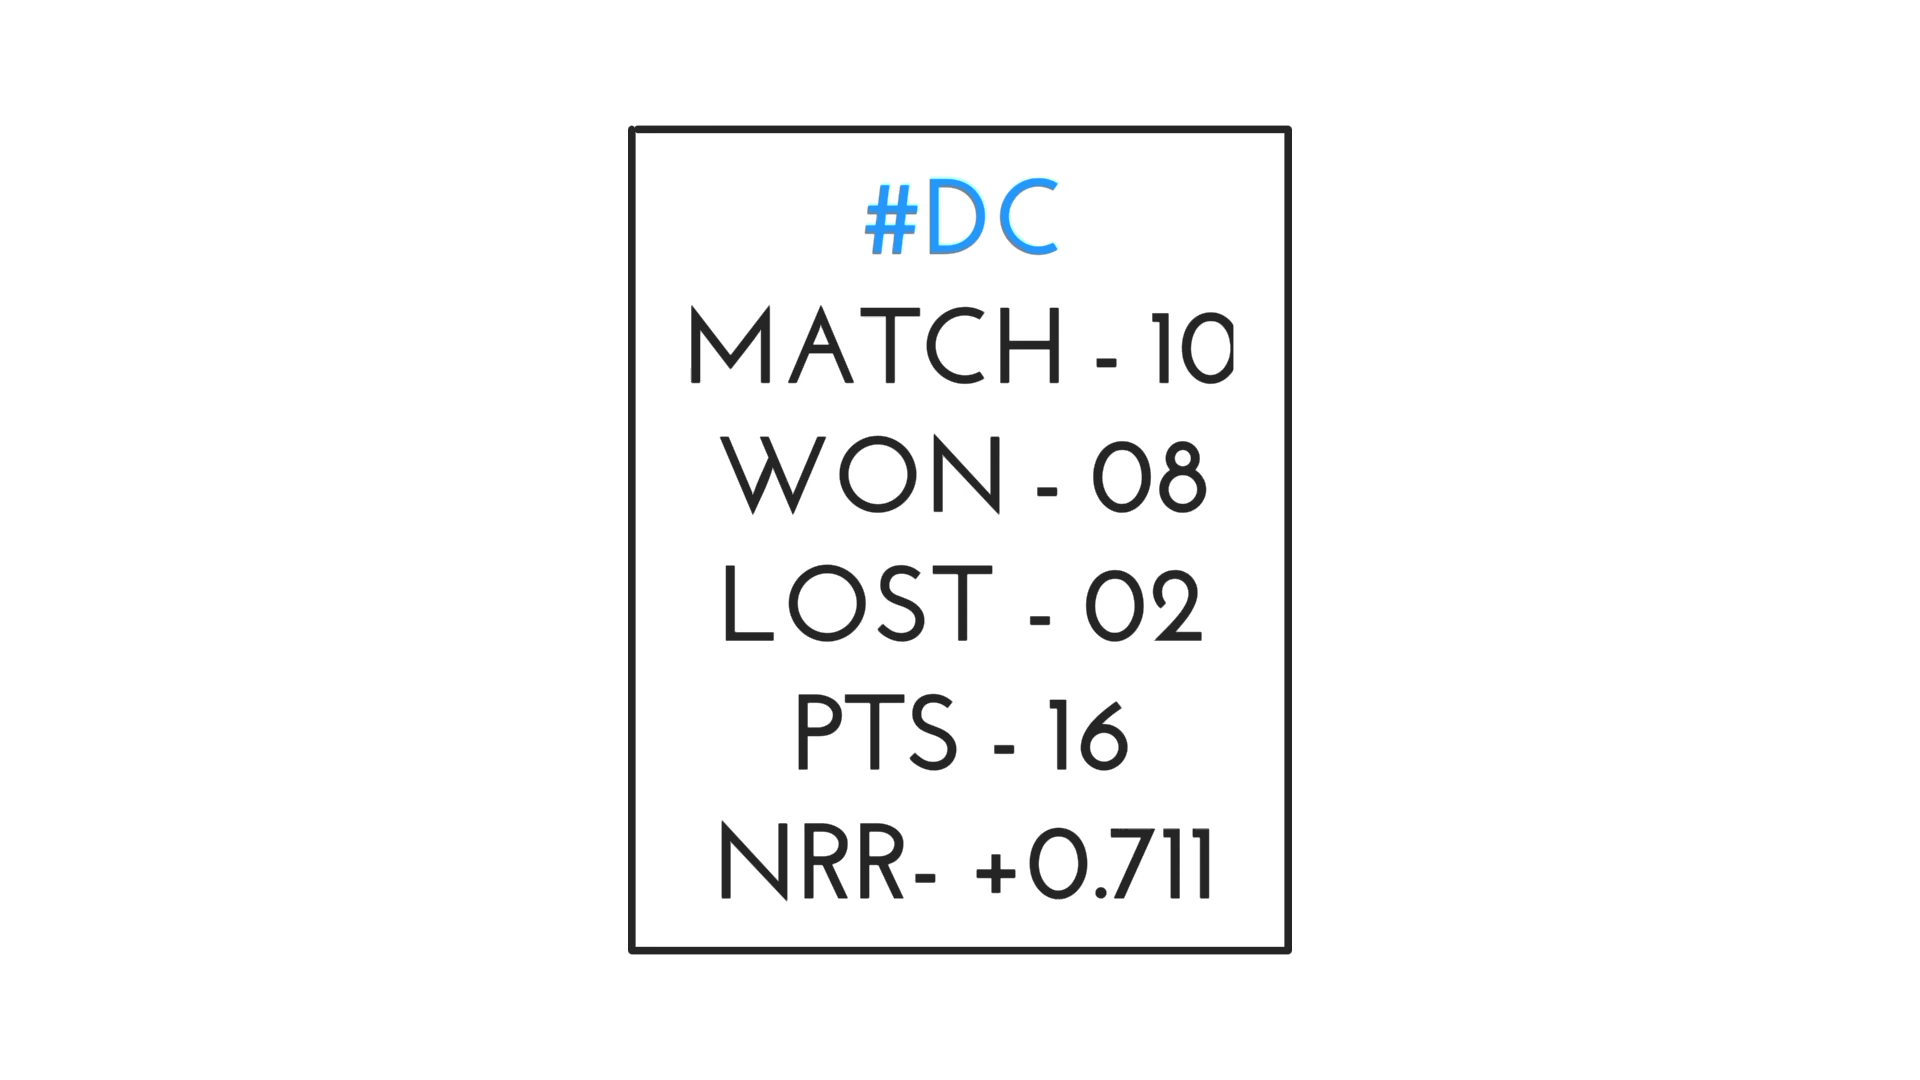 #DC
MATCH - 10
WON - 08
LOST - 02
PTS - 16
NRR- +0.711